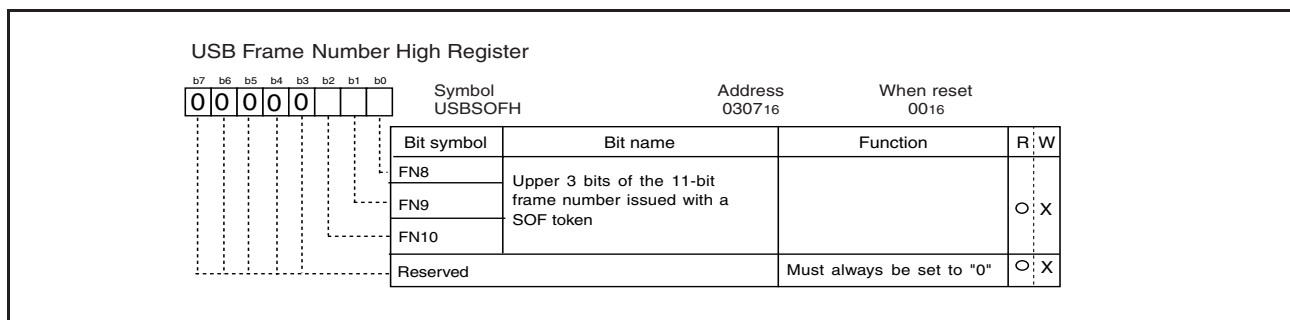 USB Frame Number High Register
b7 b6 b5 b4 b3 b2 b1 b0
0 0 0 0 0
Symbol Address When reset
USBSOFH 030716 0016
Bit symbol Bit name Function R W
FN8
FN9
FN10
Upper 3 bits of the 11-bit
frame number issued with a
SOF token
O X
Reserved Must always be set to "0" O X